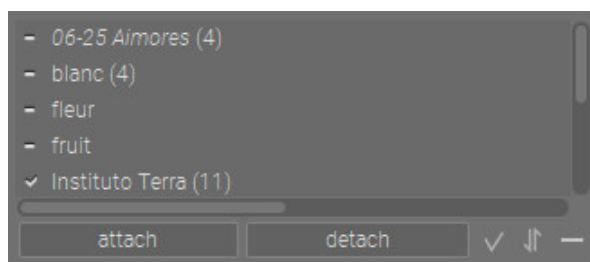 06-25 Aimores (4)
blanc (4)
fleur
fruit
Instituto Terra (11)
attach detach